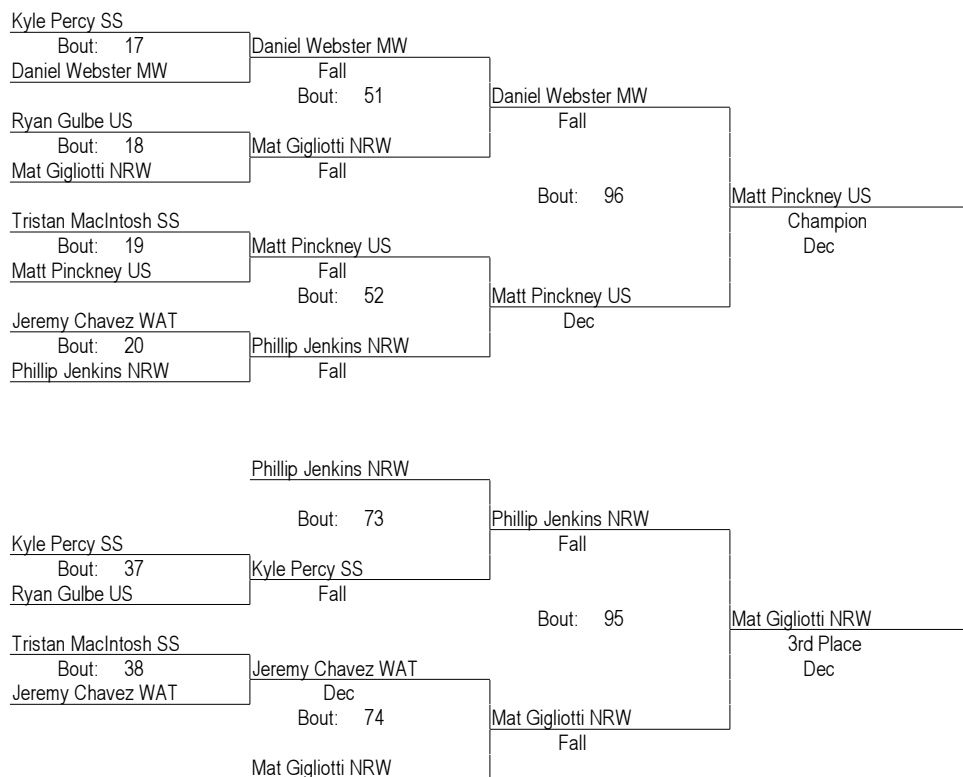 Kyle Percy SS
Bout: 17
Daniel Webster MW
Daniel Webster MW
Fall
Bout: 51
Daniel Webster MW
Fall
Ryan Gulbe US
Bout: 18
Mat Gigliotti NRW
Mat Gigliotti NRW
Fall
Bout: 96
Matt Pinckney US
Champion
Dec
Tristan MacIntosh SS
Bout: 19
Matt Pinckney US
Matt Pinckney US
Fall
Bout: 52
Matt Pinckney US
Dec
Jeremy Chavez WAT
Bout: 20
Phillip Jenkins NRW
Phillip Jenkins NRW
Fall
Phillip Jenkins NRW
Bout: 73
Phillip Jenkins NRW
Fall
Kyle Percy SS
Bout: 37
Ryan Gulbe US
Kyle Percy SS
Fall
Bout: 95
Mat Gigliotti NRW
3rd Place
Dec
Tristan MacIntosh SS
Bout: 38
Jeremy Chavez WAT
Jeremy Chavez WAT
Dec
Bout: 74
Mat Gigliotti NRW
Fall
Mat Gigliotti NRW